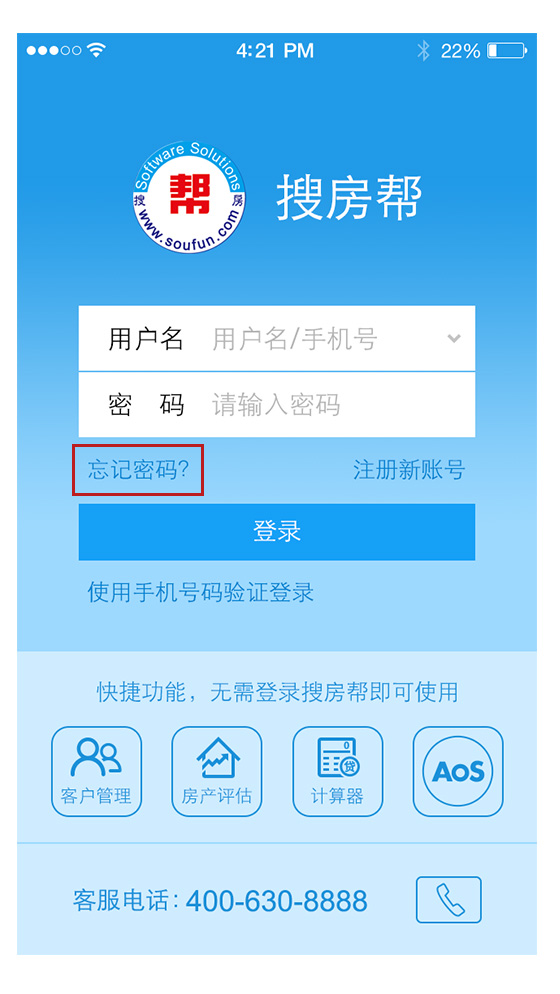 4:21 PM
22%
Software Solutions
搜 帮 房
www.soufun.com
搜房帮
用户名 用户名/手机号
密 码 请输入密码
忘记密码? 注册新账号
登录
使用手机号码验证登录
快捷功能，无需登录搜房帮即可使用
0
贷
客户管理 房产评估 计算器 AOS
客服电话: 400-630-8888